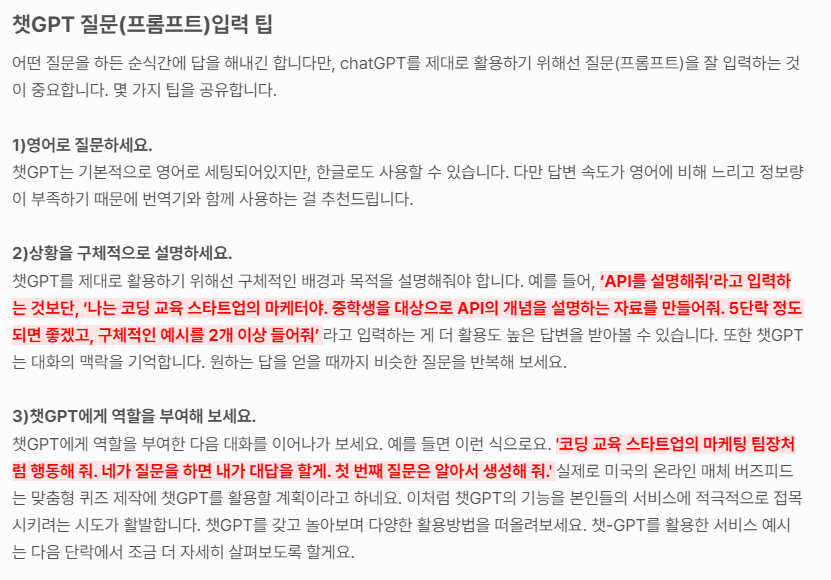 챗GPT 질문(프롬프트)입력 팁
어떤 질문을 하든 순식간에 답을 해내긴 합니다만, chatGPT를 제대로 활용하기 위해선 질문(프롬프트)을 잘 입력하는 것
이 중요합니다. 몇 가지 팁을 공유합니다.
1)영어로 질문하세요.
챗GPT는 기본적으로 영어로 세팅되어있지만, 한글로도 사용할 수 있습니다. 다만 답변 속도가 영어에 비해 느리고 정보량
이 부족하기 때문에 번역기와 함께 사용하는 걸 추천드립니다.
2)상황을 구체적으로 설명하세요.
챗GPT를 제대로 활용하기 위해선 구체적인 배경과 목적을 설명해줘야 합니다. 예를 들어, ‘API를 설명해줘’라고 입력하
는 것보단, ‘나는 코딩 교육 스타트업의 마케터야. 중학생을 대상으로 API의 개념을 설명하는 자료를 만들어줘. 5단락 정도
되면 좋겠고, 구체적인 예시를 2개 이상 들어줘’ 라고 입력하는 게 더 활용도 높은 답변을 받아볼 수 있습니다. 또한 챗GPT
는 대화의 맥락을 기억합니다. 원하는 답을 얻을 때까지 비슷한 질문을 반복해 보세요.
3)챗GPT에게 역할을 부여해 보세요.
챗GPT에게 역할을 부여한 다음 대화를 이어나가 보세요. 예를 들면 이런 식으로요. '코딩 교육 스타트업의 마케팅 팀장처
럼 행동해 줘. 네가 질문을 하면 내가 대답을 할게. 첫 번째 질문은 알아서 생성해 줘.' 실제로 미국의 온라인 매체 버즈피드
는 맞춤형 퀴즈 제작에 챗GPT를 활용할 계획이라고 하네요. 이처럼 챗GPT의 기능을 본인들의 서비스에 적극적으로 접목
시키려는 시도가 활발합니다. 챗GPT를 갖고 놀아보며 다양한 활용방법을 떠올려보세요. 챗-GPT를 활용한 서비스 예시
는 다음 단락에서 조금 더 자세히 살펴보도록 할게요.